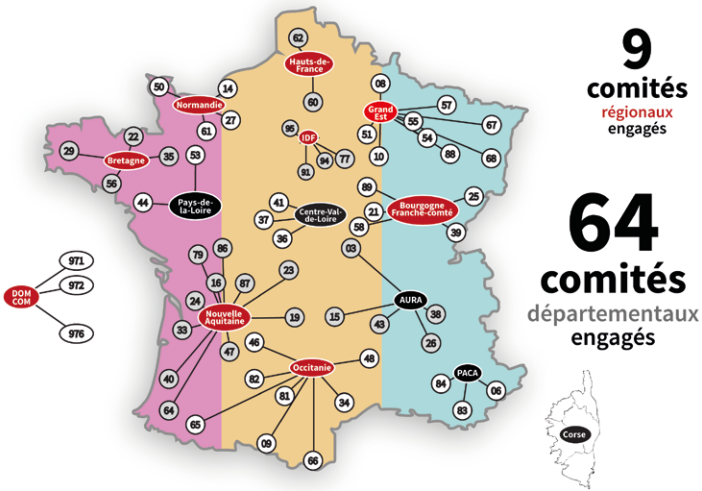 62
Hauts-de-
France
60
50
14
Normandie
27
61
08
57
Grand
Est
55
67
51
54
10
88
68
95
IDF
94
77
91
22
29
Bretagne
35
56
53
44
Pays-de-
la-Loire
41
37
Centre-Val-
de-Loire
36
89
25
21
Bourgogne
Franche-comté
58
39
971
972
DOM
COM
976
79
86
03
16
87
23
24
Nouvelle
Aquitaine
19
33
47
40
64
15
AURA
43
38
26
46
48
Occitanie
82
81
34
65
09
66
PACA
84
06
83
Corse
9
comités
régionaux
engagés
64
comités
départementaux
engagés